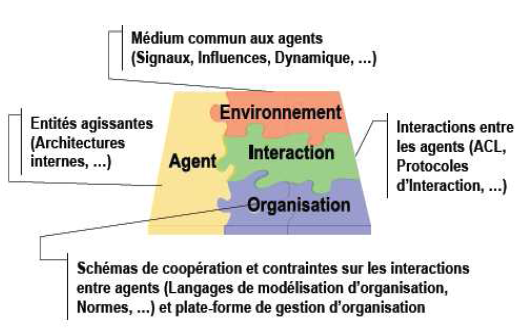 Médium commun aux agents
(Signaux, Influences, Dynamique, ...)
Entités agissantes
(Architectures
internes, ...)
Environnement
Agent
Interaction
Organisation
Interactions entre
les agents (ACL,
Protocoles
d'Interaction, ...)
Schémas de coopération et contraintes sur les interactions
entre agents (Langages de modélisation d'organisation,
Normes, ...) et plate-forme de gestion d'organisation